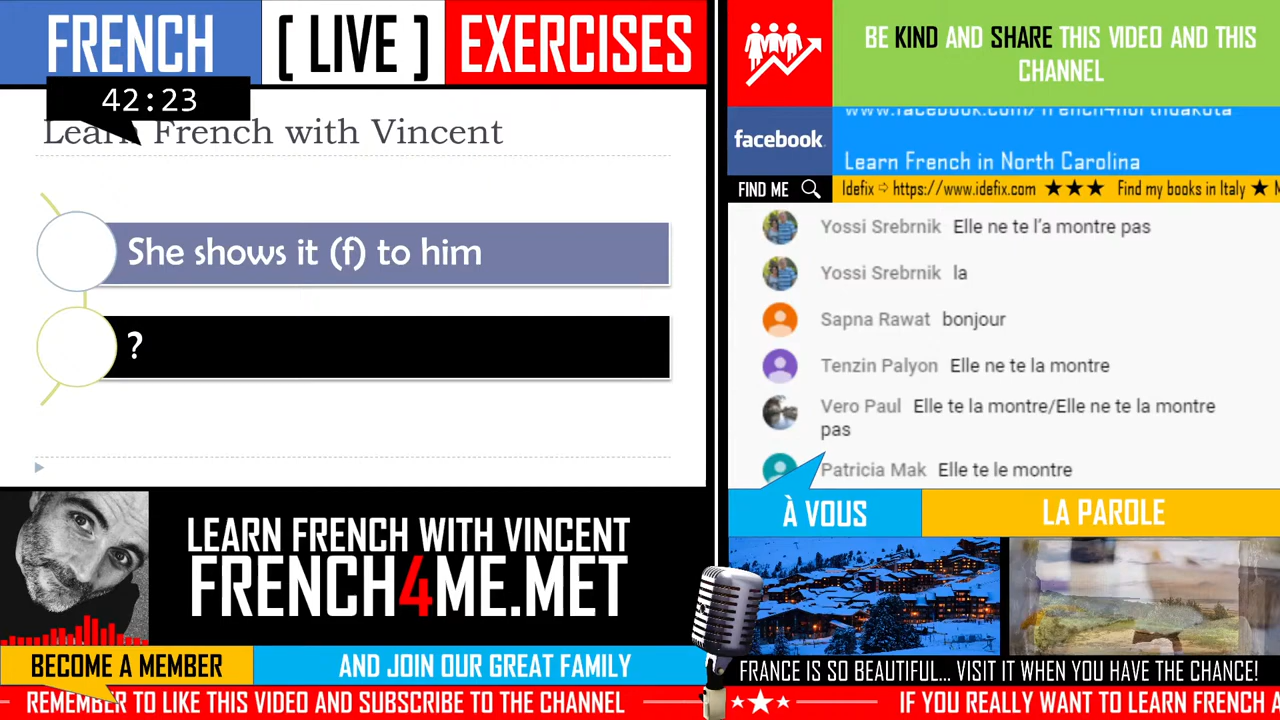 FRENCH
[ LIVE ]
EXERCISES
42:23
Learn French with Vincent
She shows it (f) to him
?
LEARN FRENCH WITH VINCENT
FRENCH4ME.MET
BECOME A MEMBER
AND JOIN OUR GREAT FAMILY
REMEMBER TO LIKE THIS VIDEO AND SUBSCRIBE TO THE CHANNEL
BE KIND AND SHARE THIS VIDEO AND THIS
CHANNEL
facebook.
www.facebook.com/french4northdakota
Learn French in North Carolina
FIND ME
Idefix ⇨ https://www.idefix.com ★★★ Find my books in Italy ★
Yossi Srebrnik Elle ne te l'a montre pas
Yossi Srebrnik la
Sapna Rawat bonjour
Tenzin Palyon Elle ne te la montre
Vero Paul Elle te la montre/Elle ne te la montre
pas
Patricia Mak Elle te le montre
À VOUS
LA PAROLE
FRANCE IS SO BEAUTIFUL... VISIT IT WHEN YOU HAVE THE CHANCE!
IF YOU REALLY WANT TO LEARN FRENCH